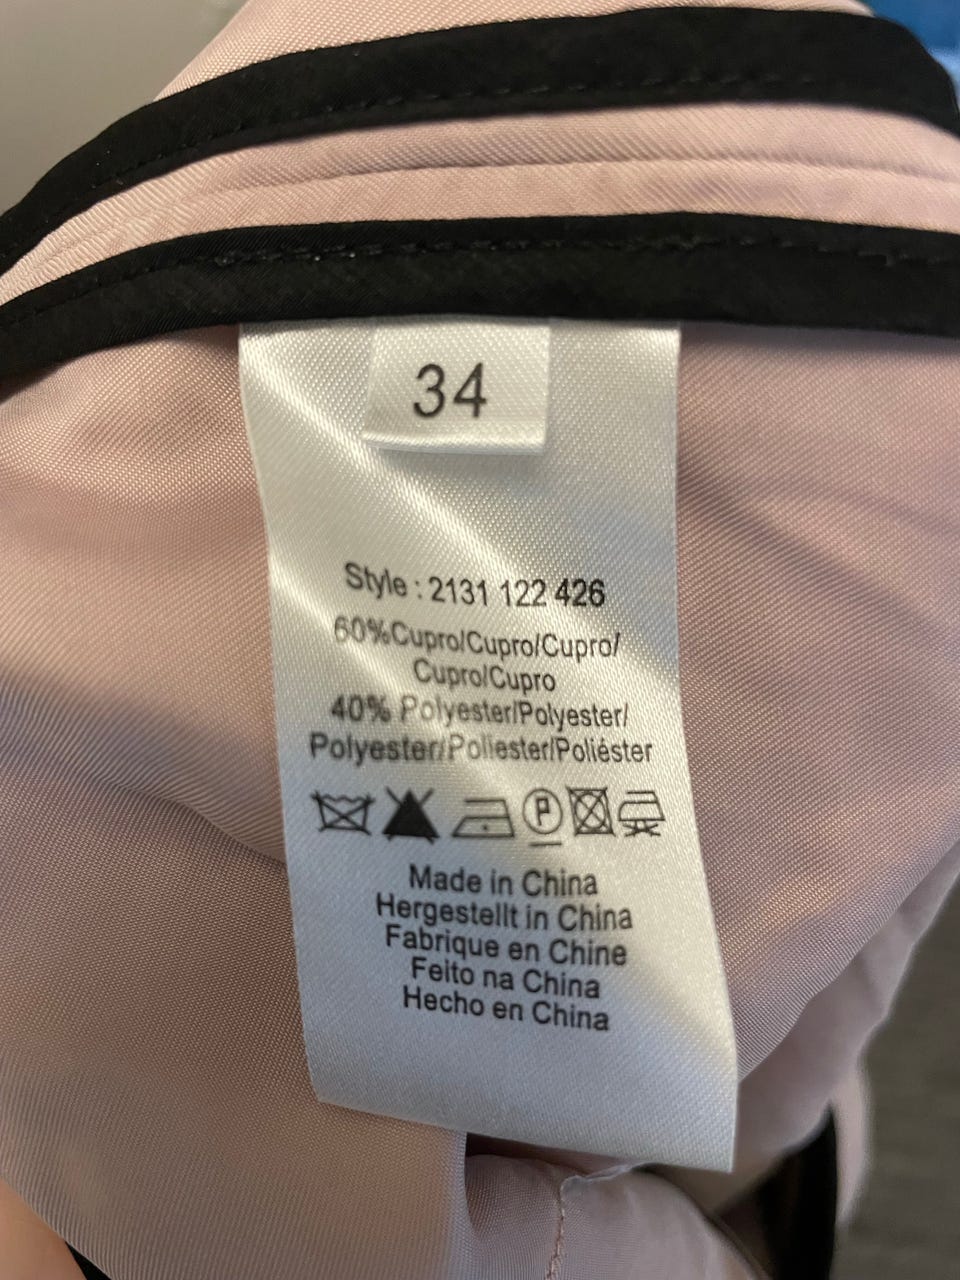 34
Style : 2131 122 426
60%Cupro/Cupro/Cupro/
Cupro/Cupro
40% Polyester/Polyester/
Polyester/Poliester/Poliéster
P
Made in China
Hergestellt in China
Fabrique en Chine
Feito na China
Hecho en China